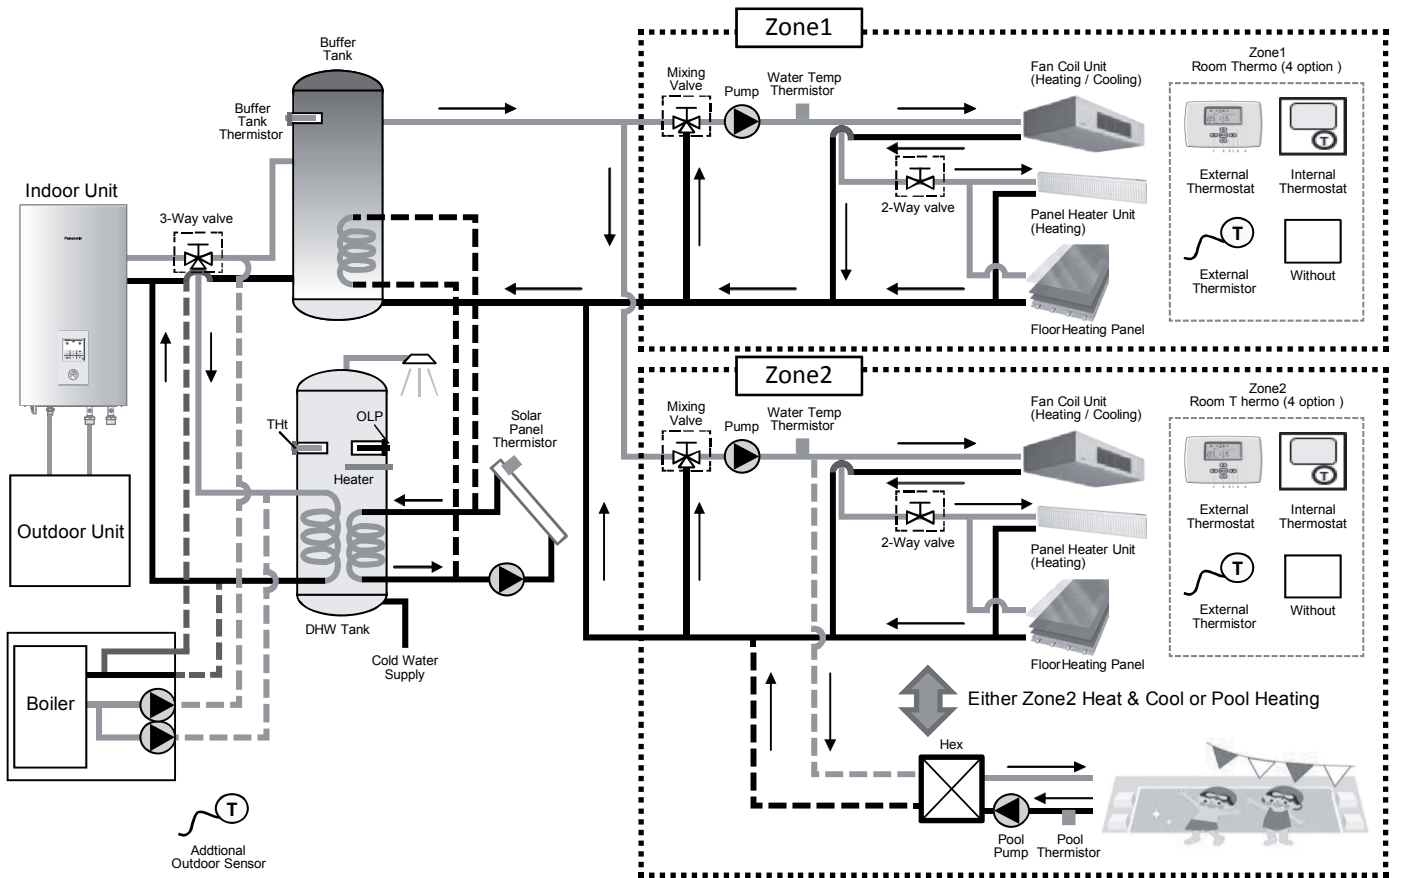 Zone1
Buffer
Tank
Buffer
Tank
Thermistor
Mixing
Valve
Pump
Water Temp
Thermistor
Fan Coil Unit
(Heating / Cooling)
2-Way valve
Panel Heater Unit
(Heating)
FloorHeating Panel
Zone1
Room Thermo (4 option )
External
Thermostat
Internal
Thermostat
T
T
External
Thermistor
Without
Indoor Unit
Panasonic
3-Way valve
Outdoor Unit
THt
OLP
Heater
Solar
Panel
Thermistor
DHW Tank
Cold Water
Supply
Boiler
T
Addtional
Outdoor Sensor
Zone2
Mixing
Valve
Pump
Water Temp
Thermistor
Fan Coil Unit
(Heating / Cooling)
2-Way valve
Panel Heater Unit
(Heating)
FloorHeating Panel
Zone2
Room T hermo (4 option )
External
Thermostat
Internal
Thermostat
T
T
External
Thermistor
Without
Either Zone2 Heat & Cool or Pool Heating
Hex
Pool
Pump
Pool
Thermistor